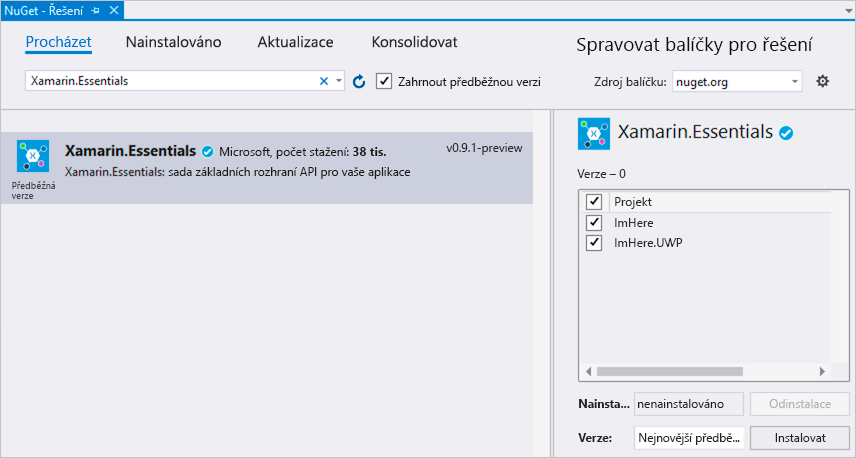 NuGet - Řešení
Procházet Nainstalováno Aktualizace Konsolidovat Spravovat balíčky pro řešení
Xamarin.Essentials Zahrnout předběžnou verzi Zdroj balíčku: nuget.org
Xamarin.Essentials Microsoft, počet stažení: 38 tis. v0.9.1-preview
Xamarin.Essentials: sada základních rozhraní API pro vaše aplikace
Předběžná
verze
Xamarin.Essentials
Verze – 0
Projekt
ImHere
ImHere.UWP
Nainsta... nenainstalováno Odinstalace
Verze: Nejnovější předbě... Instalovat